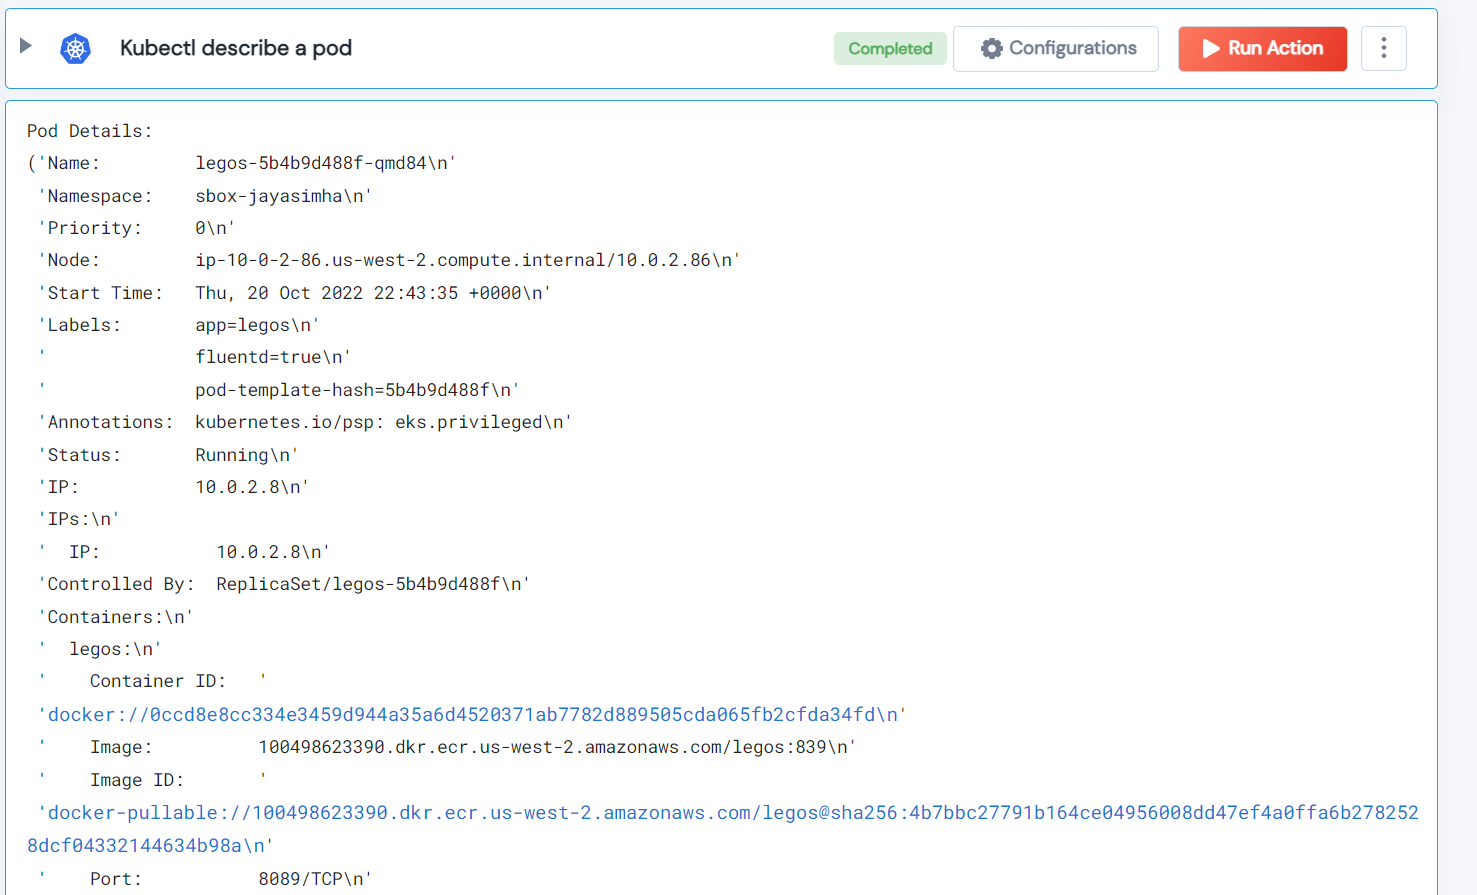 Kubectl describe a pod
Completed
Configurations
Run Action
Pod Details:
('Name:         legos-5b4b9d488f-qmd84\n'
 'Namespace:    sbox-jayasimha\n'
 'Priority:     0\n'
 'Node:         ip-10-0-2-86.us-west-2.compute.internal/10.0.2.86\n'
 'Start Time:   Thu, 20 Oct 2022 22:43:35 +0000\n'
 'Labels:       app=legos\n'
 '              fluentd=true\n'
 '              pod-template-hash=5b4b9d488f\n'
 'Annotations:  kubernetes.io/psp: eks.privileged\n'
 'Status:       Running\n'
 'IP:           10.0.2.8\n'
 'IPs:\n'
 '  IP:           10.0.2.8\n'
 'Controlled By:  ReplicaSet/legos-5b4b9d488f\n'
 'Containers:\n'
 '  legos:\n'
 '    Container ID:   '
 'docker://0ccd8e8cc334e3459d944a35a6d4520371ab7782d889505cda065fb2cfda34fd\n'
 '    Image:          100498623390.dkr.ecr.us-west-2.amazonaws.com/legos:839\n'
 '    Image ID:       '
 'docker-pullable://100498623390.dkr.ecr.us-west-2.amazonaws.com/legos@sha256:4b7bbc27791b164ce04956008dd47ef4a0ffa6b278252
8dcf04332144634b98a\n'
 '    Port:           8089/TCP\n'